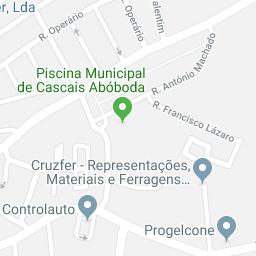 er, Lda
R. Operário
R. Operário
alentim
R. António Machado
Piscina Municipal
de Cascais Abóboda
R. Francisco Lázaro
Cruzfer - Representações,
Materiais e Ferragens...
Controlauto
Progelcone